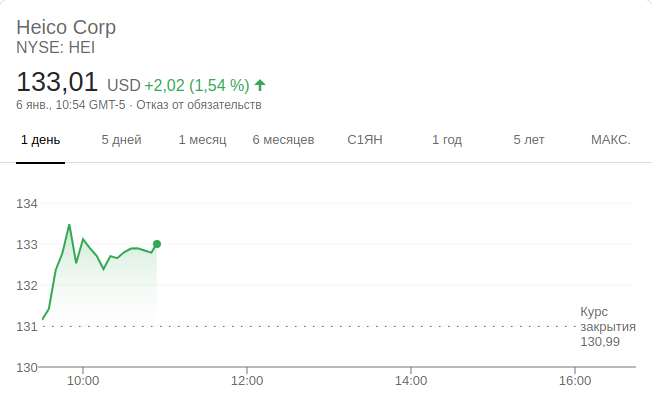 Heico Corp
NYSE: HEI
133,01 USD +2,02 (1,54 %)
6 янв., 10:54 GMT-5 · Отказ от обязательств
1 день 5 дней 1 месяц 6 месяцев С1ЯН 1 год 5 лет МАКС.
134
133
132
131
130
Курс
закрытия
130,99
10:00 12:00 14:00 16:00